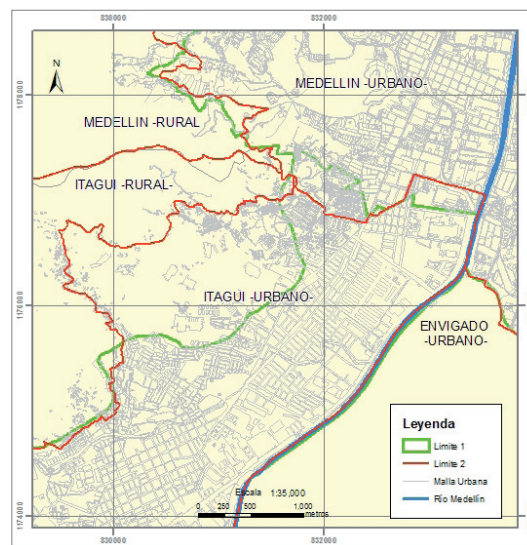 830000
832000
N
1178000
MEDELLIN -URBANO-
MEDELLIN -RURAL
ITAGUI -RURAL-
ITAGUI -URBANO-
1176000
ENVIGADO
-URBANO-
Leyenda
Limite 1
Limite 2
Malla Urbana
Río Medellín
Escala 1:35,000
0 250 500 1,000
metros
1174000
830000
832000